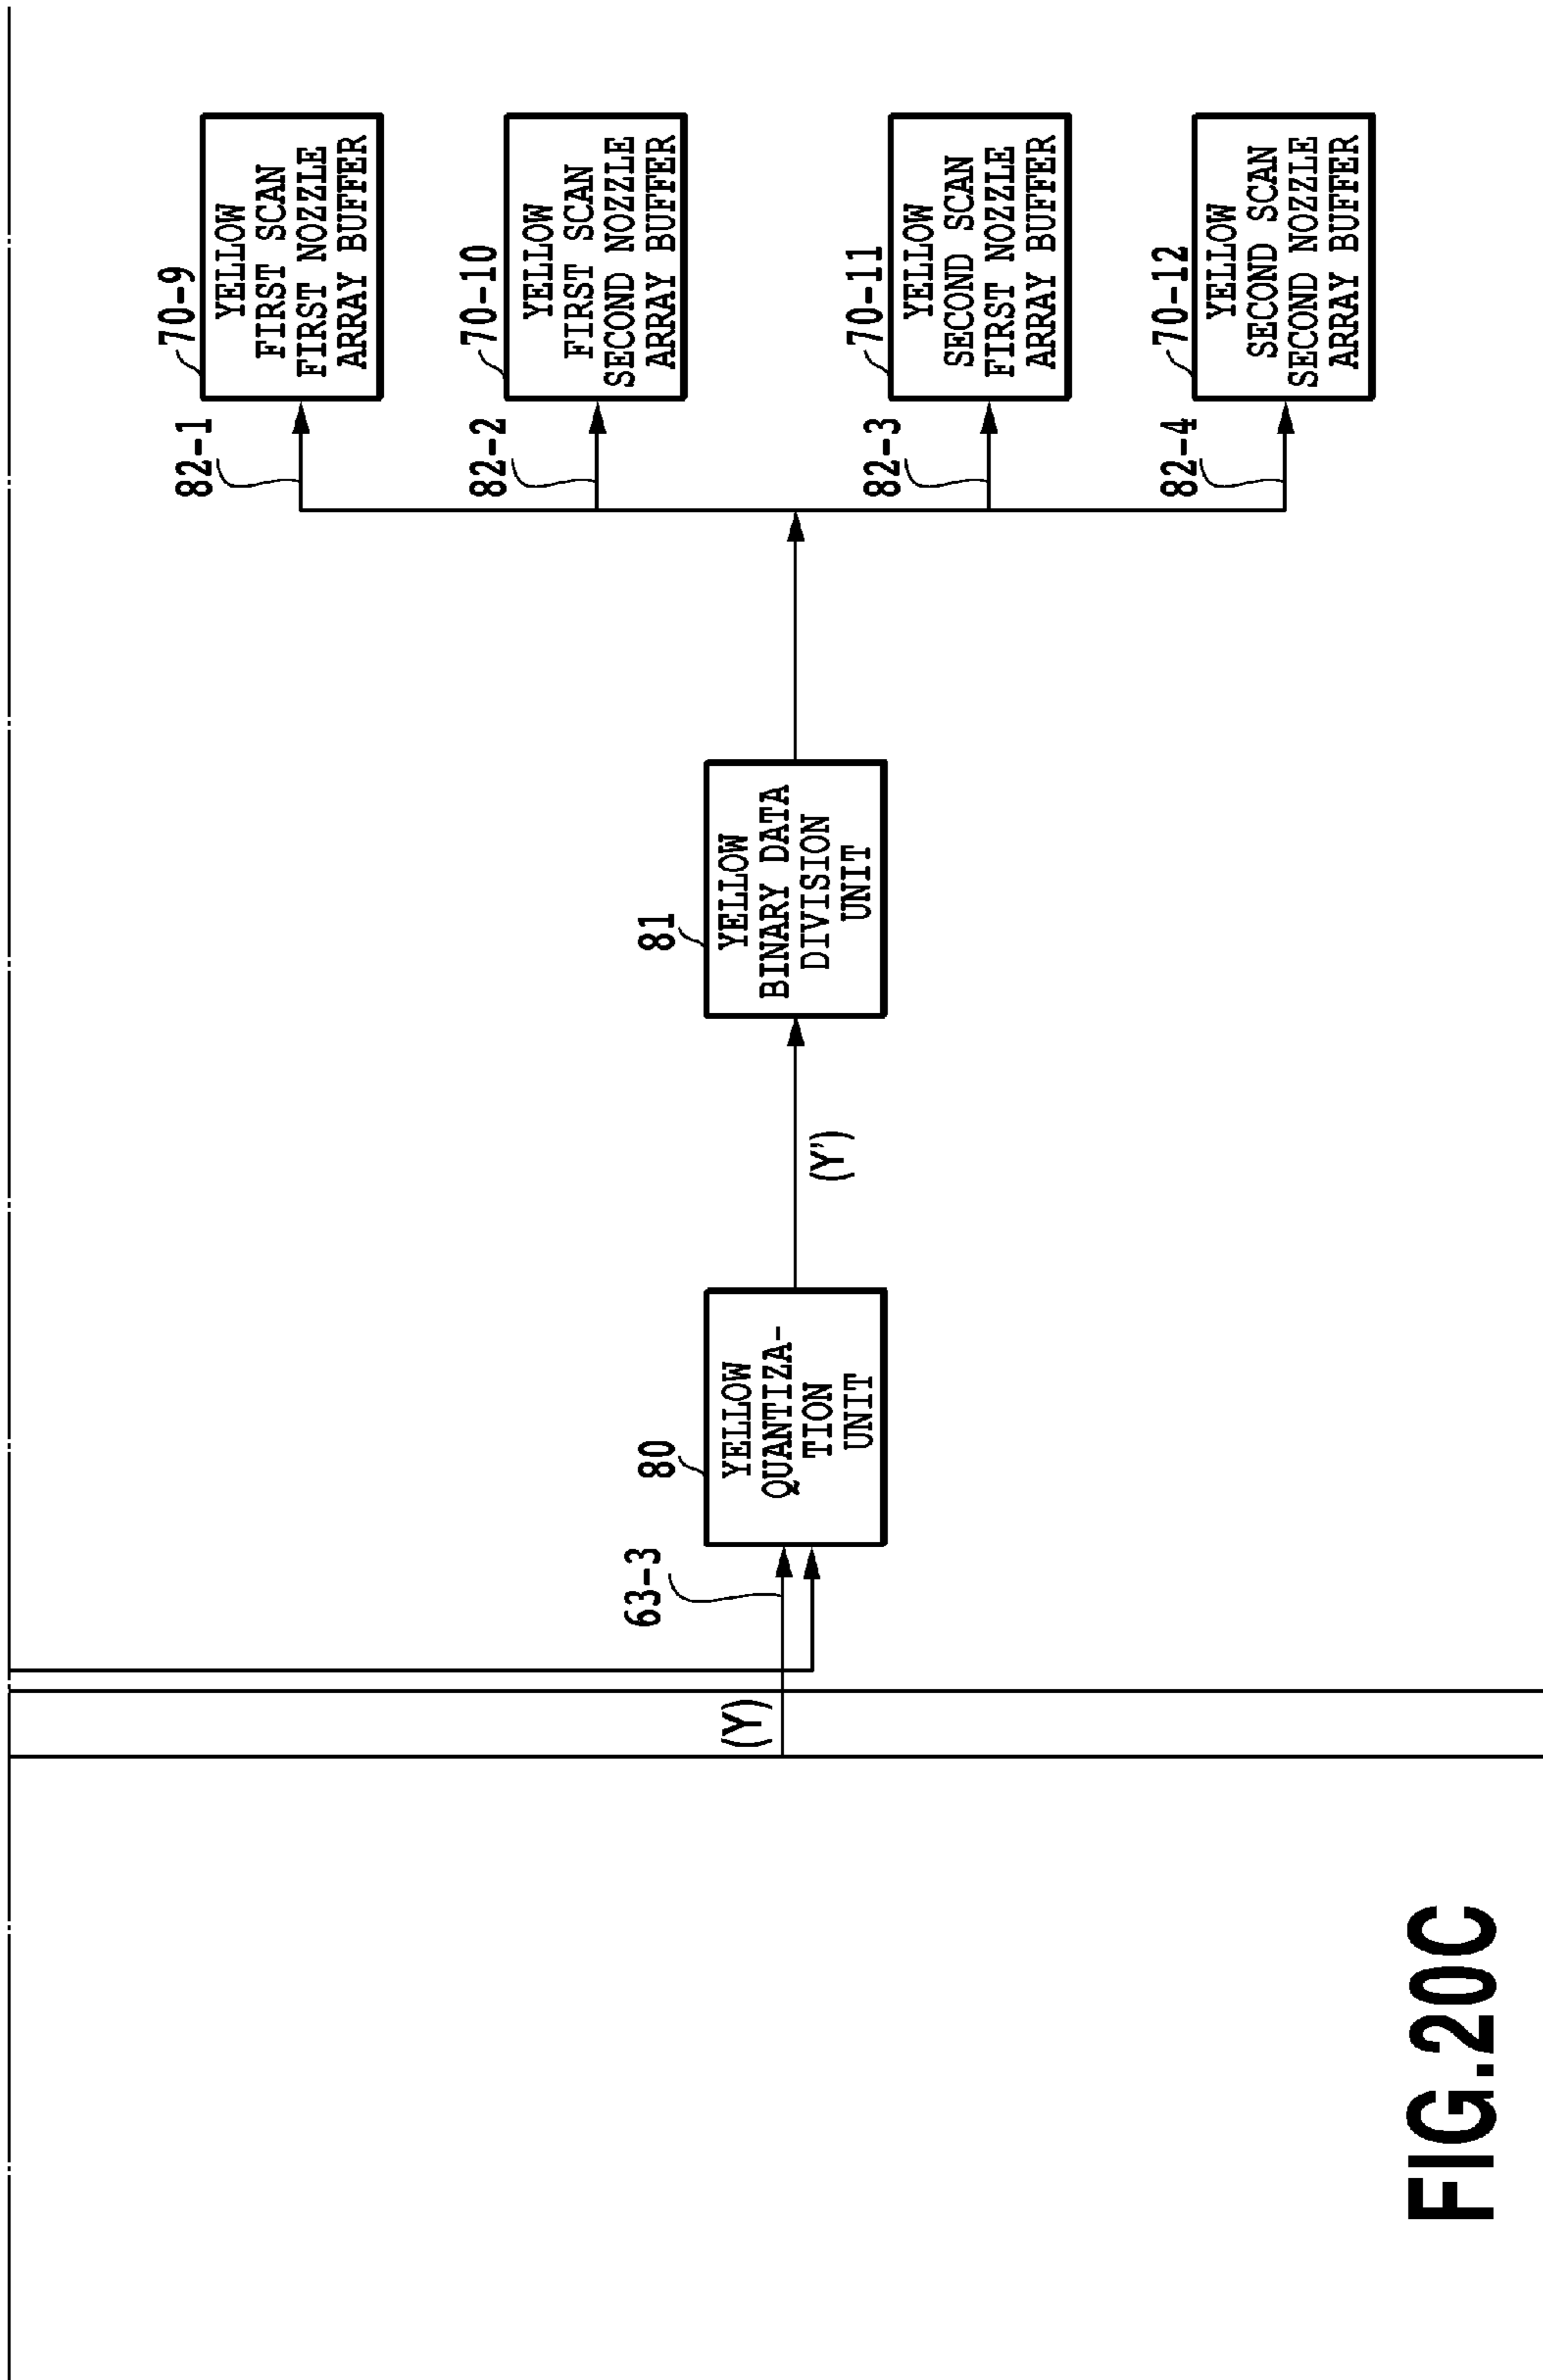 70-9
YELLOW
FIRST SCAN
FIRST NOZZLE
ARRAY BUFFER
82-1
70-10
YELLOW
FIRST SCAN
SECOND NOZZLE
ARRAY BUFFER
82-2
63-3
(Y)
80
YELLOW
QUANTIZA-
TION
UNIT
(Y')
81
YELLOW
BINARY DATA
DIVISION
UNIT
70-11
YELLOW
SECOND SCAN
FIRST NOZZLE
ARRAY BUFFER
82-3
70-12
YELLOW
SECOND SCAN
SECOND NOZZLE
ARRAY BUFFER
82-4
FIG.20C